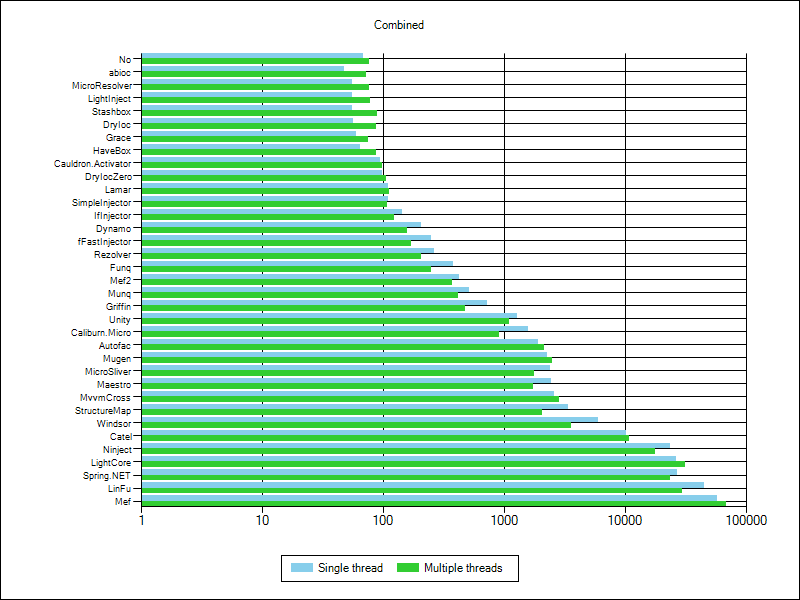 Combined
No
abioc
MicroResolver
LightInject
Stashbox
DryIoc
Grace
HaveBox
Cauldron.Activator
DryIocZero
Lamar
SimpleInjector
IfInjector
Dynamo
fFastInjector
Rezolver
Funq
Mef2
Munq
Griffin
Unity
Caliburn.Micro
Autofac
Mugen
MicroSliver
Maestro
MvvmCross
StructureMap
Windsor
Catel
Ninject
LightCore
Spring.NET
LinFu
Mef
1 10 100 1000 10000 100000
Single thread Multiple threads